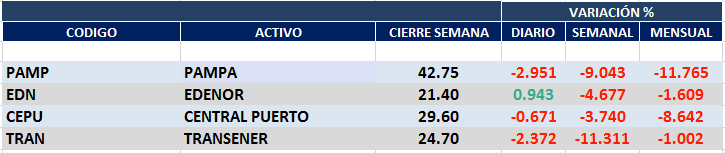 VARIACIÓN %
CODIGO ACTIVO CIERRE SEMANA DIARIO SEMANAL MENSUAL
PAMP PAMPA 42.75 -2.951 -9.043 -11.765
EDN EDENOR 21.40 0.943 -4.677 -1.609
CEPU CENTRAL PUERTO 29.60 -0.671 -3.740 -8.642
TRAN TRANSENER 24.70 -2.372 -11.311 -1.002